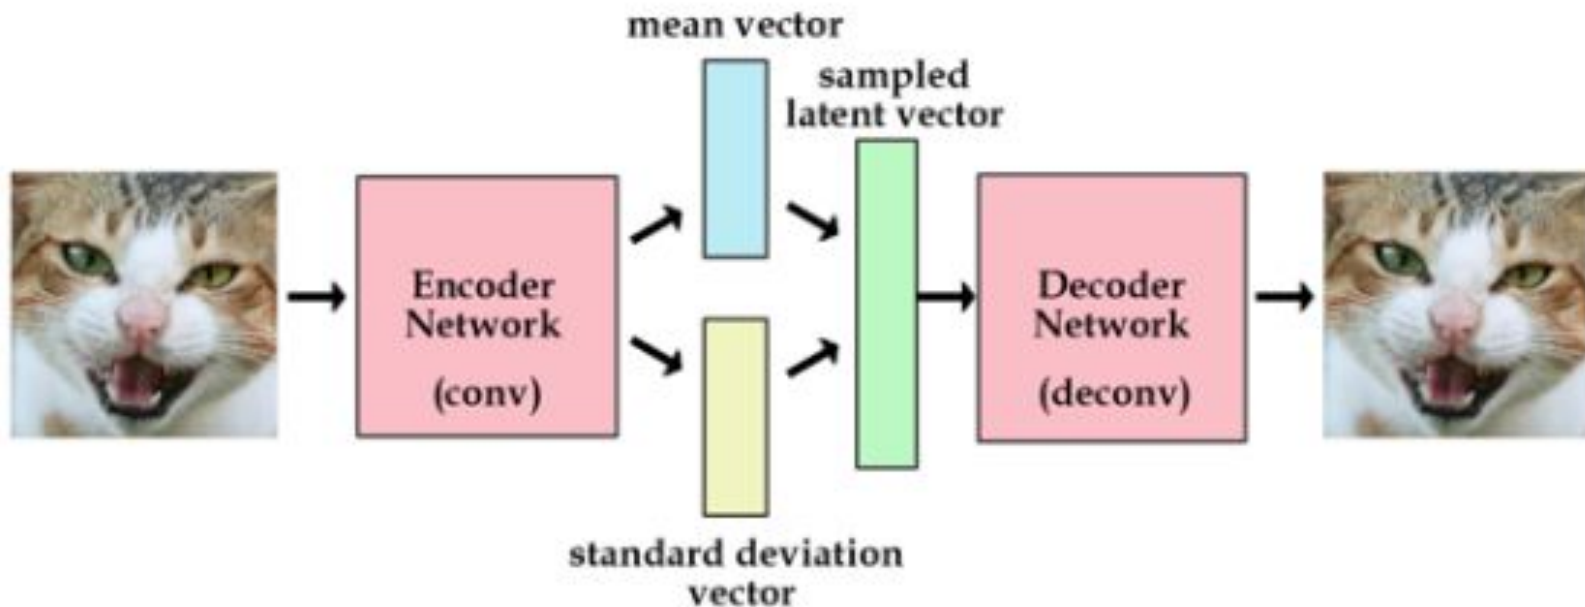 mean vector
sampled
latent vector
Encoder
Network
(conv)
Decoder
Network
(deconv)
standard deviation
vector